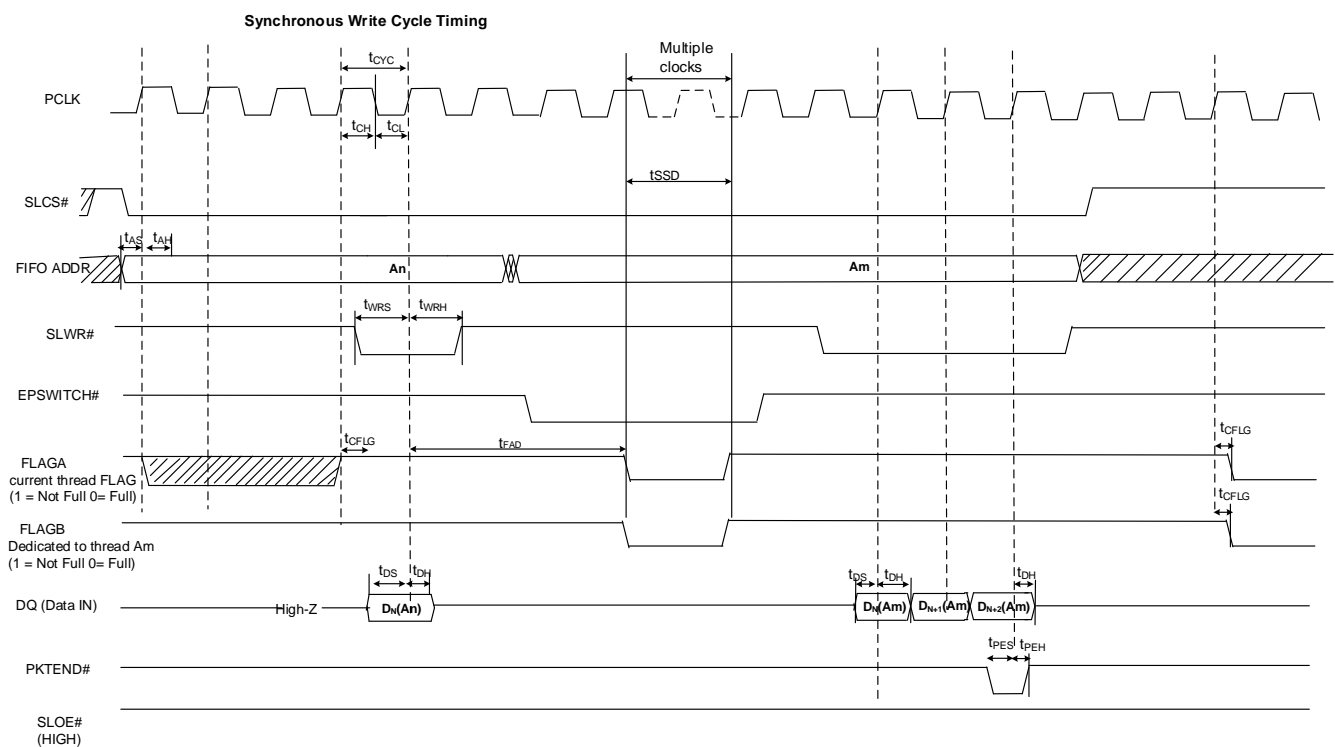 Synchronous Write Cycle Timing
Multiple
clocks
tCYC
PCLK
tCH
tCL
tSSD
SLCS#
tAS
tAH
FIFO ADDR
An
Am
tWRS
tWRH
SLWR#
EPSWITCH#
tCFLG
tFAD
tCFLG
FLAGA
current thread FLAG
(1 = Not Full 0= Full)
tCFLG
FLAGB
Dedicated to thread Am
(1 = Not Full 0= Full)
tDS
tDH
tDS
tDH
tDH
DQ (Data IN)
High-Z
DN(An)
DN(Am)
DN+1(Am)
DN+2(Am)
tPES
tPEH
PKTEND#
SLOE#
(HIGH)